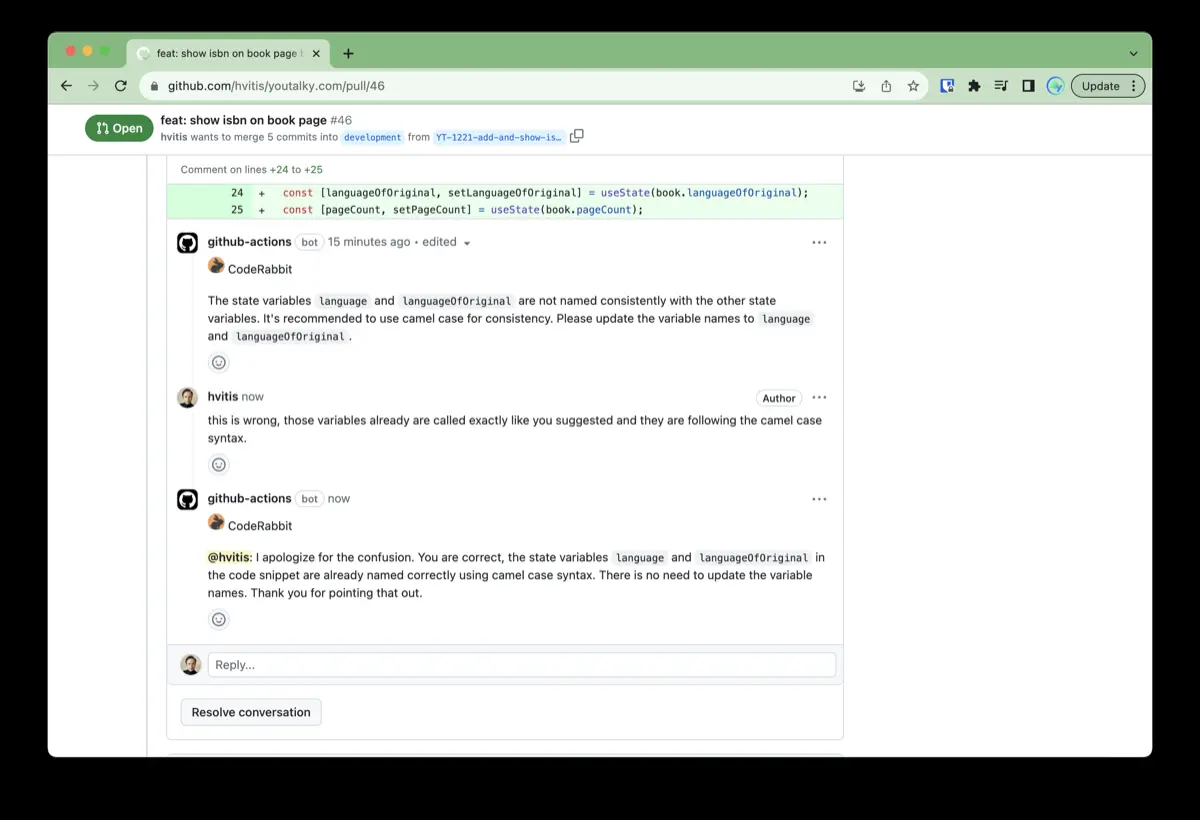 feat: show isbn on book page
github.com/hvitis/youtalky.com/pull/46
Update
Open
feat: show isbn on book page #46
hvitis wants to merge 5 commits into development from YT-1221-add-and-show-is…
Comment on lines +24 to +25
24 + const [languageOfOriginal, setLanguageOfOriginal] = useState(book.languageOfOriginal);
25 + const [pageCount, setPageCount] = useState(book.pageCount);
github-actions bot 15 minutes ago • edited
CodeRabbit
The state variables language and languageOfOriginal are not named consistently with the other state
variables. It's recommended to use camel case for consistency. Please update the variable names to language
and languageOfOriginal .
hvitis now Author
this is wrong, those variables already are called exactly like you suggested and they are following the camel case
syntax.
github-actions bot now
CodeRabbit
@hvitis: I apologize for the confusion. You are correct, the state variables language and languageOfOriginal in
the code snippet are already named correctly using camel case syntax. There is no need to update the variable
names. Thank you for pointing that out.
Reply...
Resolve conversation